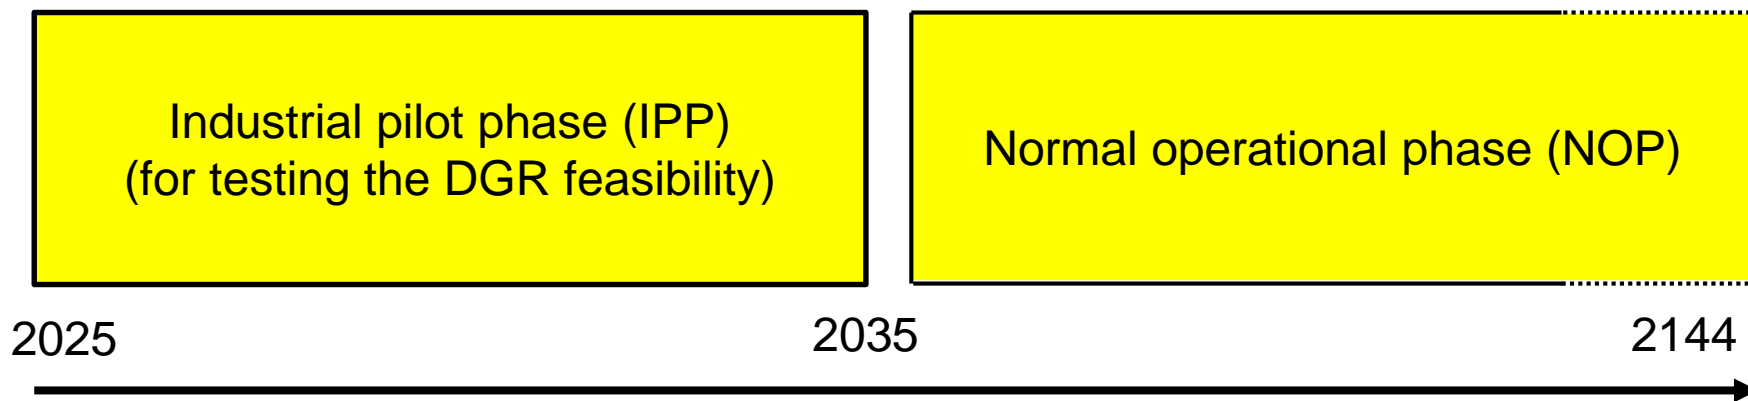 Industrial pilot phase (IPP)
(for testing the DGR feasibility)
Normal operational phase (NOP)
2025
2035
2144